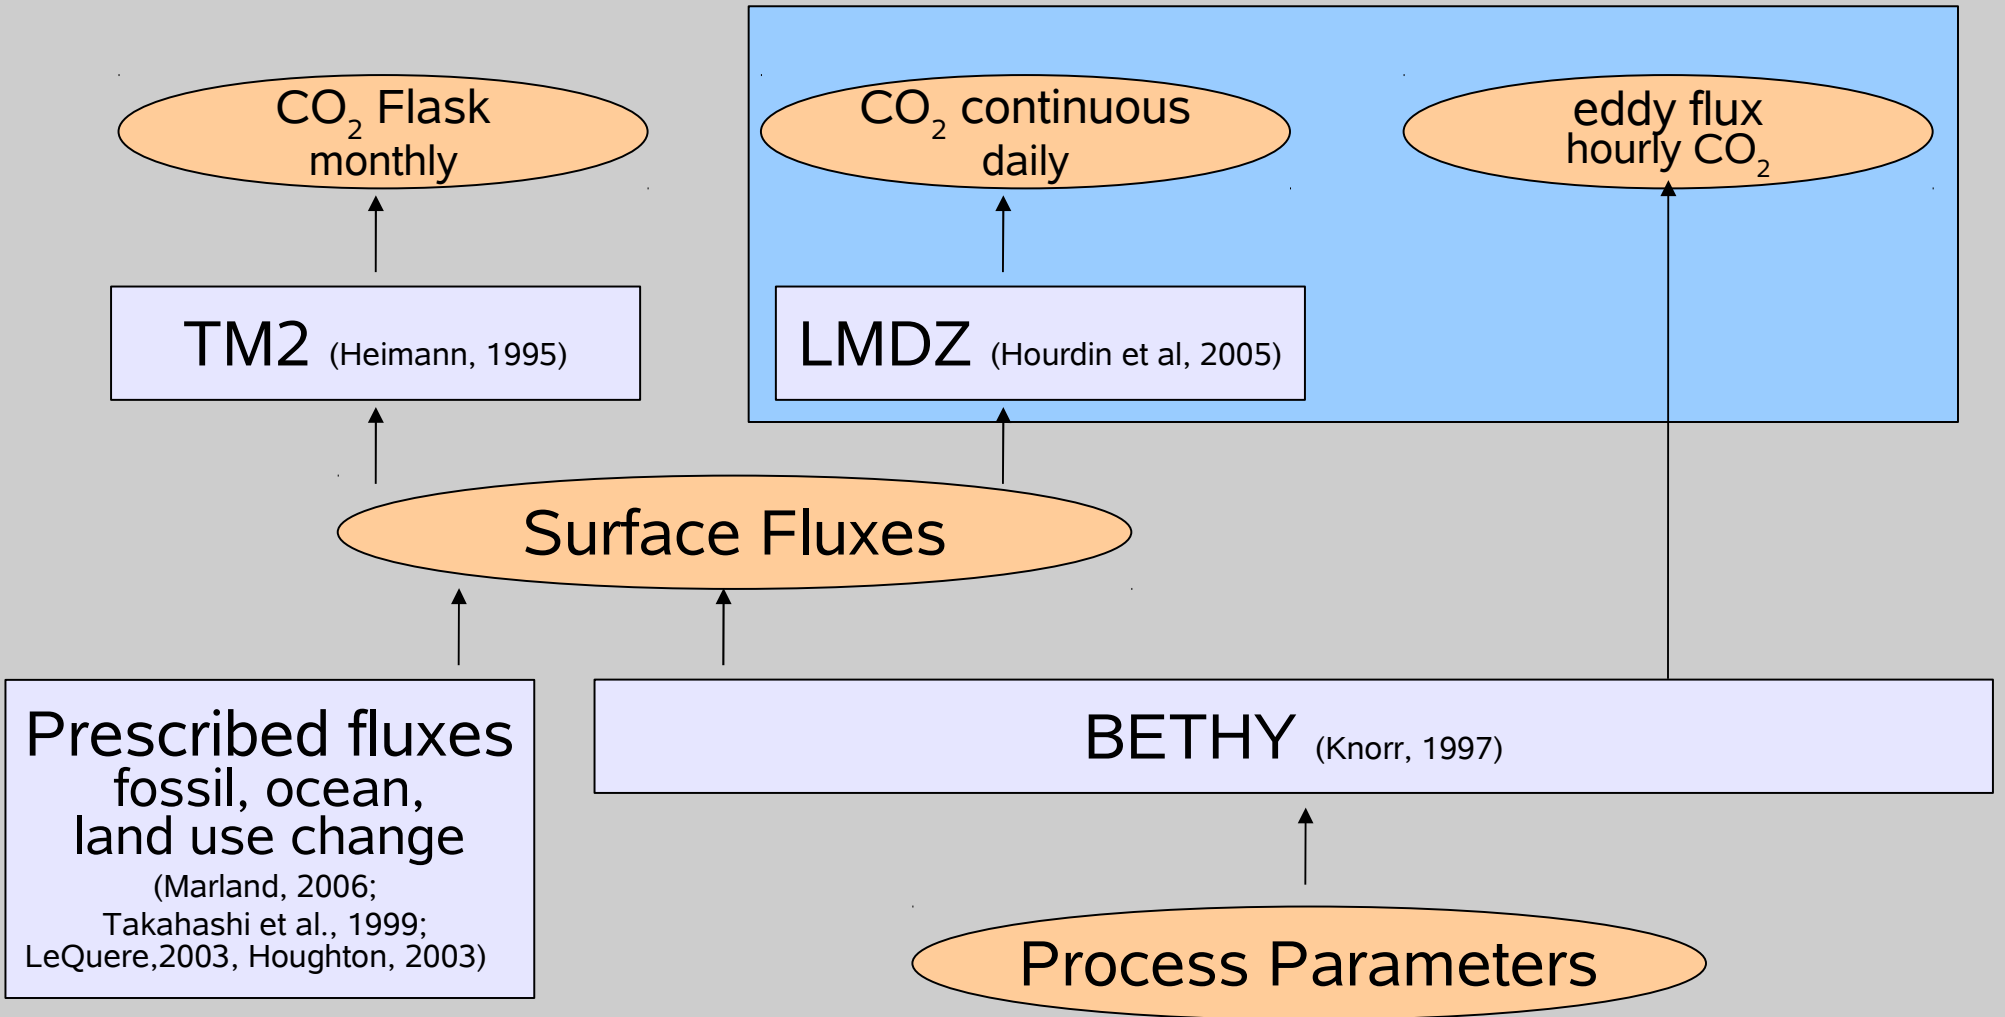 CO₂ Flask
monthly
CO₂ continuous
daily
eddy flux
hourly CO₂
TM2 (Heimann, 1995)
LMDZ (Hourdin et al, 2005)
Surface Fluxes
Prescribed fluxes
fossil, ocean,
land use change
(Marland, 2006;
Takahashi et al., 1999;
LeQuere,2003, Houghton, 2003)
BETHY (Knorr, 1997)
Process Parameters